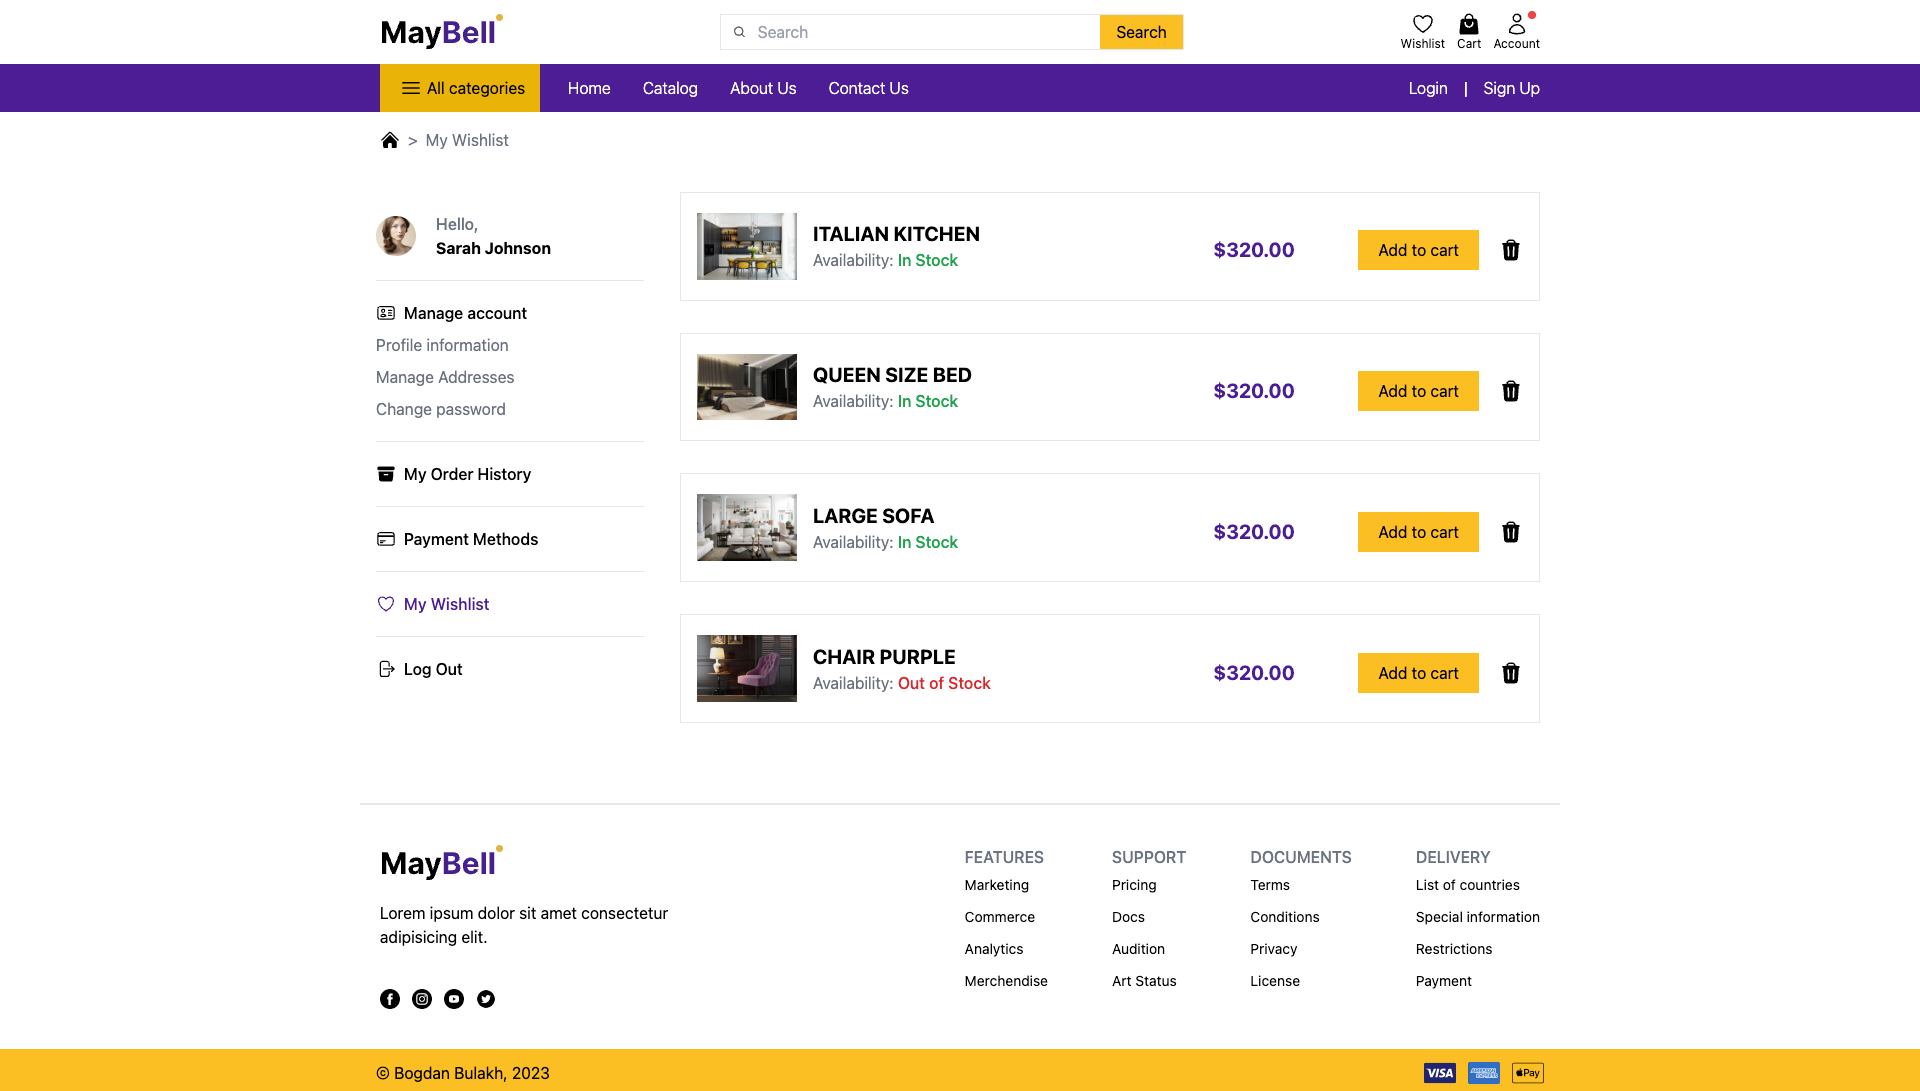 MayBell
Search
Search
Wishlist
Cart
Account
All categories
Home
Catalog
About Us
Contact Us
Login
|
Sign Up
> My Wishlist
Hello,
Sarah Johnson
Manage account
Profile information
Manage Addresses
Change password
My Order History
Payment Methods
My Wishlist
Log Out
ITALIAN KITCHEN
Availability: In Stock
$320.00
Add to cart
QUEEN SIZE BED
Availability: In Stock
$320.00
Add to cart
LARGE SOFA
Availability: In Stock
$320.00
Add to cart
CHAIR PURPLE
Availability: Out of Stock
$320.00
Add to cart
MayBell
Lorem ipsum dolor sit amet consectetur
adipisicing elit.
FEATURES
Marketing
Commerce
Analytics
Merchendise
SUPPORT
Pricing
Docs
Audition
Art Status
DOCUMENTS
Terms
Conditions
Privacy
License
DELIVERY
List of countries
Special information
Restrictions
Payment
© Bogdan Bulakh, 2023
VISA
AMERICAN
EXPRESS
Pay